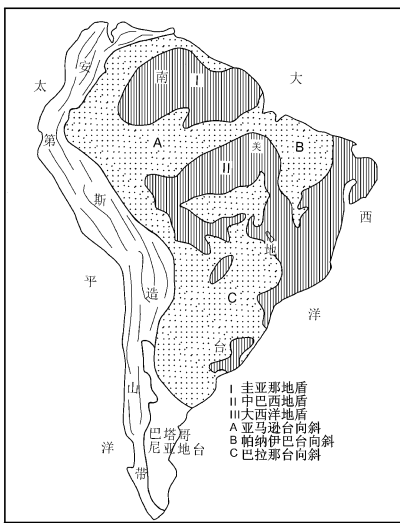 太平洋
大西洋
安第斯造山带
南美地台
I
II
A
B
C
巴塔哥
尼亚地台
I 圭亚那地盾
II 中巴西地盾
III 大西洋地盾
A 亚马逊台向斜
B 帕纳伊巴台向斜
C 巴拉那台向斜